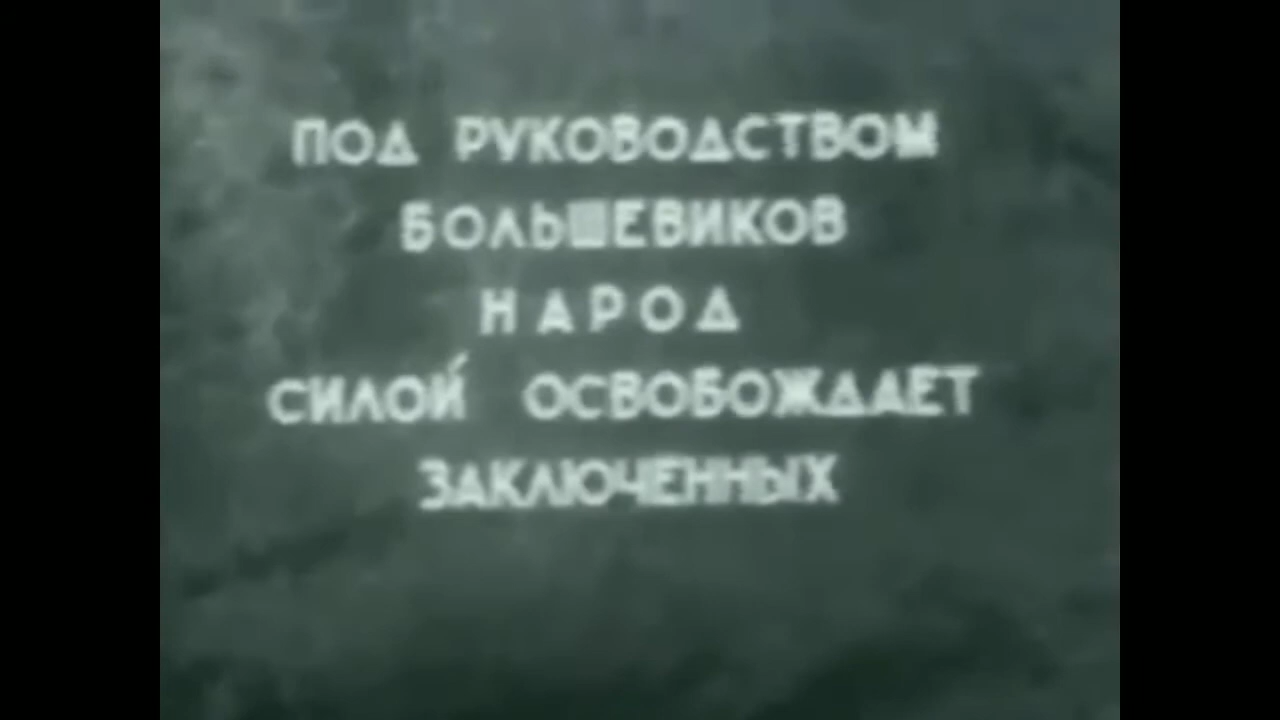 ПОД РУКОВОДСТВОМ
БОЛЬШЕВИКОВ
НАРОД
СИЛОЙ ОСВОБОЖДАЕТ
ЗАКЛЮЧЕННЫХ